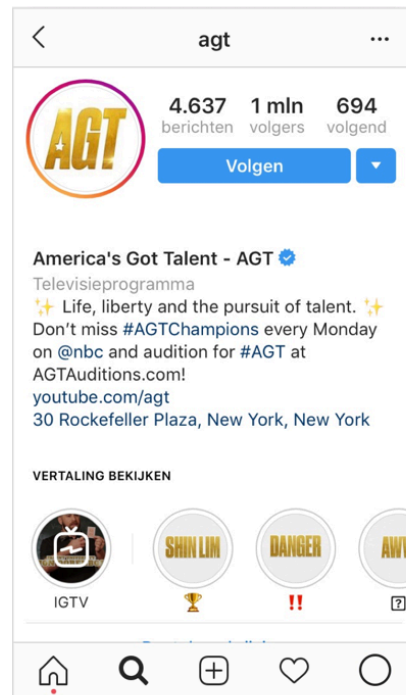 agt
AGT
4.637 1 mln 694
berichten volgers volgend
Volgen
America's Got Talent - AGT
Televisieprogramma
✨ Life, liberty and the pursuit of talent. ✨
Don't miss #AGTChampions every Monday
on @nbc and audition for #AGT at
AGTAuditions.com!
youtube.com/agt
30 Rockefeller Plaza, New York, New York
VERTALING BEKIJKEN
SHIN LIM DANGER
IGTV 🏆 ‼️